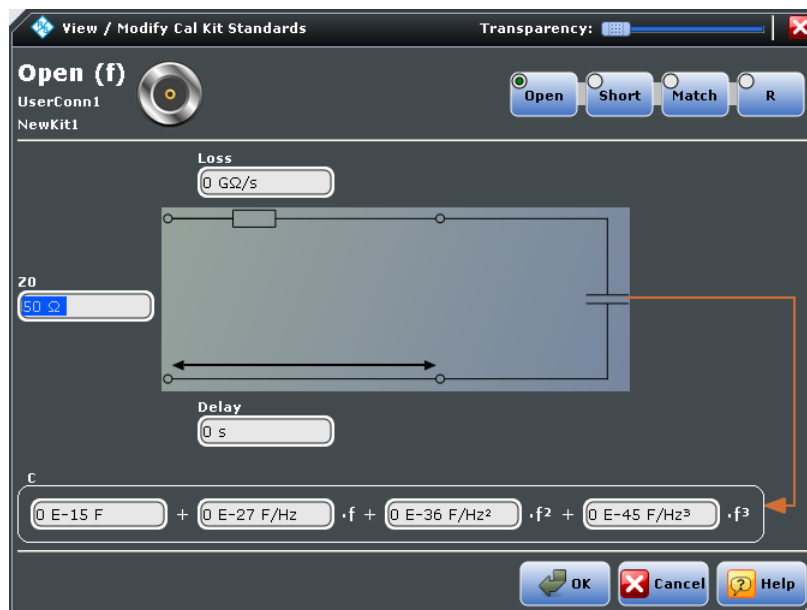 View / Modify Cal Kit Standards Transparency:
Open (f)
UserConn1
NewKit1
Open Short Match R
Loss
0 GΩ/s
Z0
50 Ω
Delay
0 s
C
0 E-15 F + 0 E-27 F/Hz ·f + 0 E-36 F/Hz² ·f² + 0 E-45 F/Hz³ ·f³
OK Cancel Help